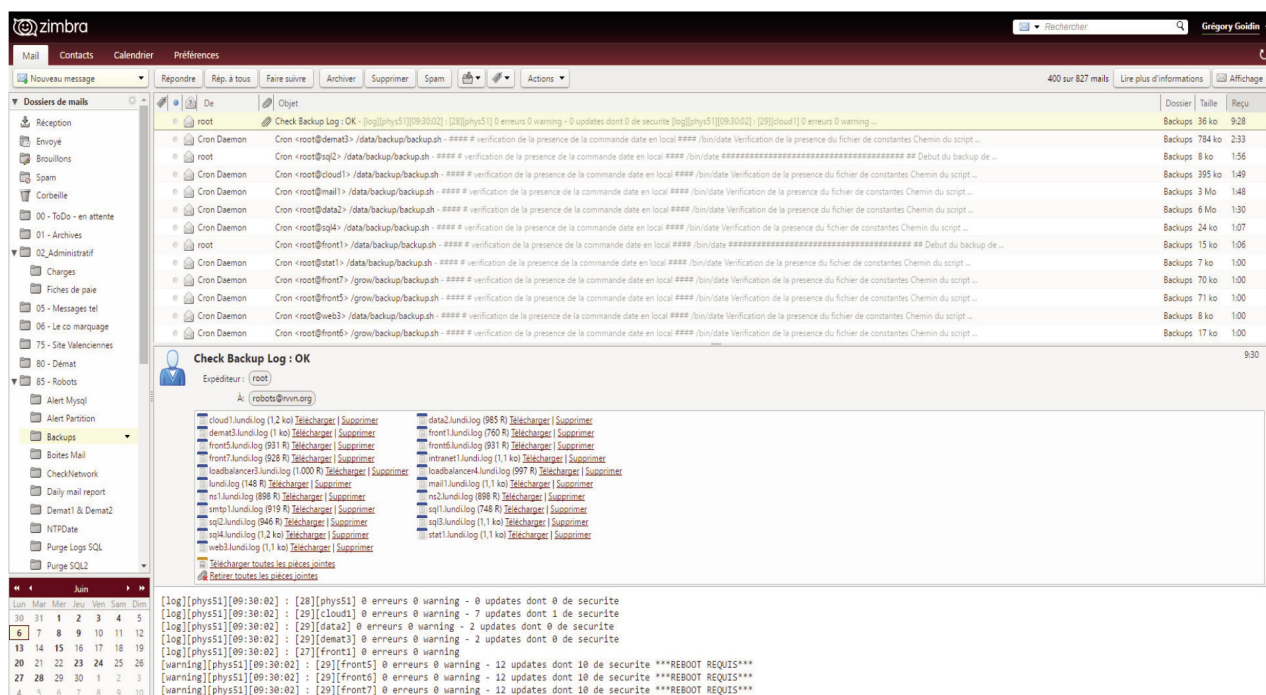 zimbra
Rechercher
Grégory Goidin
Mail Contacts Calendrier Préférences
Nouveau message Répondre Rép. à tous Faire suivre Archiver Supprimer Spam Actions 400 sur 827 mails Lire plus d'informations Affichage
Dossiers de mails
Réception
Envoyé
Brouillons
Spam
Corbeille
00 - ToDo - en attente
01 - Archives
02_Administratif
Charges
Fiches de paie
05 - Messages tel
06 - Le co marquage
75 - Site Valenciennes
80 - Démat
85 - Robots
Alert Mysql
Alert Partition
Backups
Boites Mail
CheckNetwork
Daily mail report
Demat1 & Demat2
NTPDate
Purge Logs SQL
Purge SQL2
Juin
Lun Mar Mer Jeu Ven Sam Dim
30 31 1 2 3 4 5
6 7 8 9 10 11 12
13 14 15 16 17 18 19
20 21 22 23 24 25 26
27 28 29 30 1 2 3
4 5 6 7 8 9 10
De Objet Dossier Taille Reçu
root Check Backup Log : OK - [log][phys51][09:30:02] : [28][phys51] 0 erreurs 0 warning - 0 updates dont 0 de securite [log][phys51][09:30:02] : [29][cloud1] 0 erreurs 0 warning ... Backups 36 ko 9:28
Cron Daemon Cron <root@demat3> /data/backup/backup.sh - #### # verification de la presence de la commande date en local #### /bin/date Verification de la presence du fichier de constantes Chemin du script ... Backups 784 ko 2:33
root Cron <root@sql2> /data/backup/backup.sh - #### # verification de la presence de la commande date en local #### /bin/date ######################################## ## Debut du backup de ... Backups 8 ko 1:56
Cron Daemon Cron <root@cloud1> /data/backup/backup.sh - #### # verification de la presence de la commande date en local #### /bin/date Verification de la presence du fichier de constantes Chemin du script ... Backups 395 ko 1:49
Cron Daemon Cron <root@mail1> /data/backup/backup.sh - #### # verification de la presence de la commande date en local #### /bin/date Verification de la presence du fichier de constantes Chemin du script ... Backups 3 Mo 1:48
Cron Daemon Cron <root@data2> /data/backup/backup.sh - #### # verification de la presence de la commande date en local #### /bin/date Verification de la presence du fichier de constantes Chemin du script ... Backups 6 Mo 1:30
Cron Daemon Cron <root@sql4> /data/backup/backup.sh - #### # verification de la presence de la commande date en local #### /bin/date Verification de la presence du fichier de constantes Chemin du script ... Backups 24 ko 1:07
root Cron <root@front1> /data/backup/backup.sh - #### # verification de la presence de la commande date en local #### /bin/date ######################################## ## Debut du backup de ... Backups 15 ko 1:06
Cron Daemon Cron <root@stat1> /data/backup/backup.sh - #### # verification de la presence de la commande date en local #### /bin/date Verification de la presence du fichier de constantes Chemin du script ... Backups 7 ko 1:00
Cron Daemon Cron <root@front7> /grow/backup/backup.sh - #### # verification de la presence de la commande date en local #### /bin/date Verification de la presence du fichier de constantes Chemin du script ... Backups 70 ko 1:00
Cron Daemon Cron <root@front5> /grow/backup/backup.sh - #### # verification de la presence de la commande date en local #### /bin/date Verification de la presence du fichier de constantes Chemin du script ... Backups 71 ko 1:00
Cron Daemon Cron <root@web3> /data/backup/backup.sh - #### # verification de la presence de la commande date en local #### /bin/date Verification de la presence du fichier de constantes Chemin du script ... Backups 8 ko 1:00
Cron Daemon Cron <root@front6> /grow/backup/backup.sh - #### # verification de la presence de la commande date en local #### /bin/date Verification de la presence du fichier de constantes Chemin du script ... Backups 17 ko 1:00
Check Backup Log : OK 9:30
Expéditeur : root
À: robots@rvvn.org
cloud1.lundi.log (1,2 ko) Télécharger | Supprimer data2.lundi.log (985 R) Télécharger | Supprimer
demat3.lundi.log (1 ko) Télécharger | Supprimer front1.lundi.log (760 R) Télécharger | Supprimer
front5.lundi.log (931 R) Télécharger | Supprimer front6.lundi.log (931 R) Télécharger | Supprimer
front7.lundi.log (928 R) Télécharger | Supprimer intranet1.lundi.log (1,1 ko) Télécharger | Supprimer
loadbalancer3.lundi.log (1.000 R) Télécharger | Supprimer loadbalancer4.lundi.log (997 R) Télécharger | Supprimer
lundi.log (148 R) Télécharger | Supprimer mail1.lundi.log (1,1 ko) Télécharger | Supprimer
ns1.lundi.log (898 R) Télécharger | Supprimer ns2.lundi.log (898 R) Télécharger | Supprimer
smtp1.lundi.log (919 R) Télécharger | Supprimer sql1.lundi.log (748 R) Télécharger | Supprimer
sql2.lundi.log (946 R) Télécharger | Supprimer sql3.lundi.log (1,1 ko) Télécharger | Supprimer
sql4.lundi.log (1,2 ko) Télécharger | Supprimer stat1.lundi.log (1,1 ko) Télécharger | Supprimer
web3.lundi.log (1,1 ko) Télécharger | Supprimer
Télécharger toutes les pièces jointes
Retirer toutes les pièces jointes
[log][phys51][09:30:02] : [28][phys51] 0 erreurs 0 warning - 0 updates dont 0 de securite
[log][phys51][09:30:02] : [29][cloud1] 0 erreurs 0 warning - 7 updates dont 1 de securite
[log][phys51][09:30:02] : [29][data2] 0 erreurs 0 warning - 2 updates dont 0 de securite
[log][phys51][09:30:02] : [29][demat3] 0 erreurs 0 warning - 2 updates dont 0 de securite
[log][phys51][09:30:02] : [27][front1] 0 erreurs 0 warning
[warning][phys51][09:30:02] : [29][front5] 0 erreurs 0 warning - 12 updates dont 10 de securite ***REBOOT REQUIS***
[warning][phys51][09:30:02] : [29][front6] 0 erreurs 0 warning - 12 updates dont 10 de securite ***REBOOT REQUIS***
[warning][phys51][09:30:02] : [29][front7] 0 erreurs 0 warning - 12 updates dont 10 de securite ***REBOOT REQUIS***